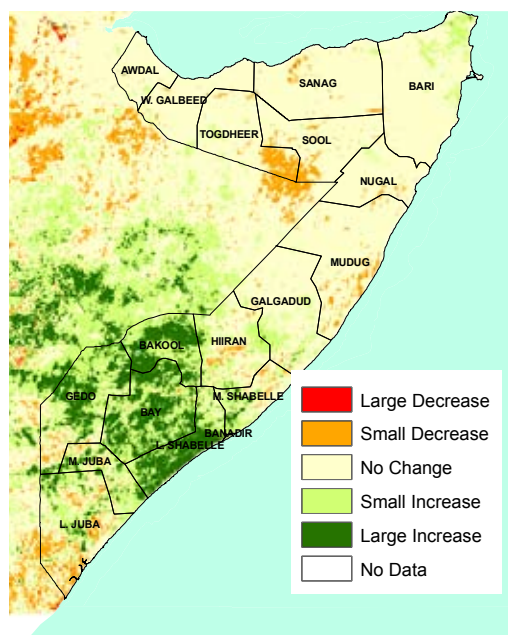 AWDAL
SANAG
BARI
W. GALBEED
TOGDHEER
SOOL
NUGAL
MUDUG
GALGADUD
BAKOOL
HIIRAN
GEDO
M. SHABELLE
BAY
BANADIR
L. SHABELLE
M. JUBA
L. JUBA
Large Decrease
Small Decrease
No Change
Small Increase
Large Increase
No Data